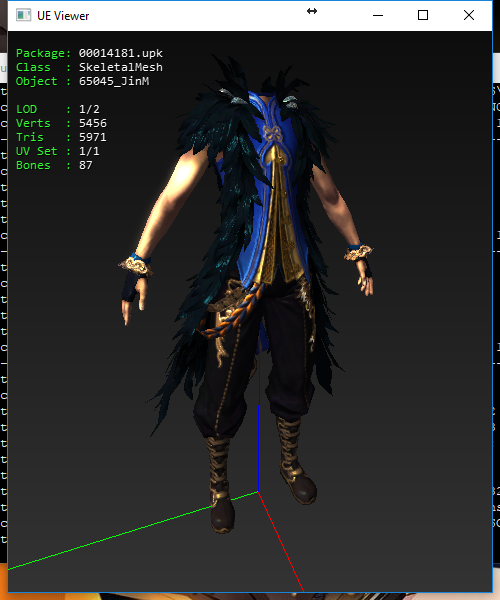 UE Viewer
Package: 00014181.upk
Class : SkeletalMesh
Object : 65045_JinM
LOD : 1/2
Verts : 5456
Tris : 5971
UV Set : 1/1
Bones : 87